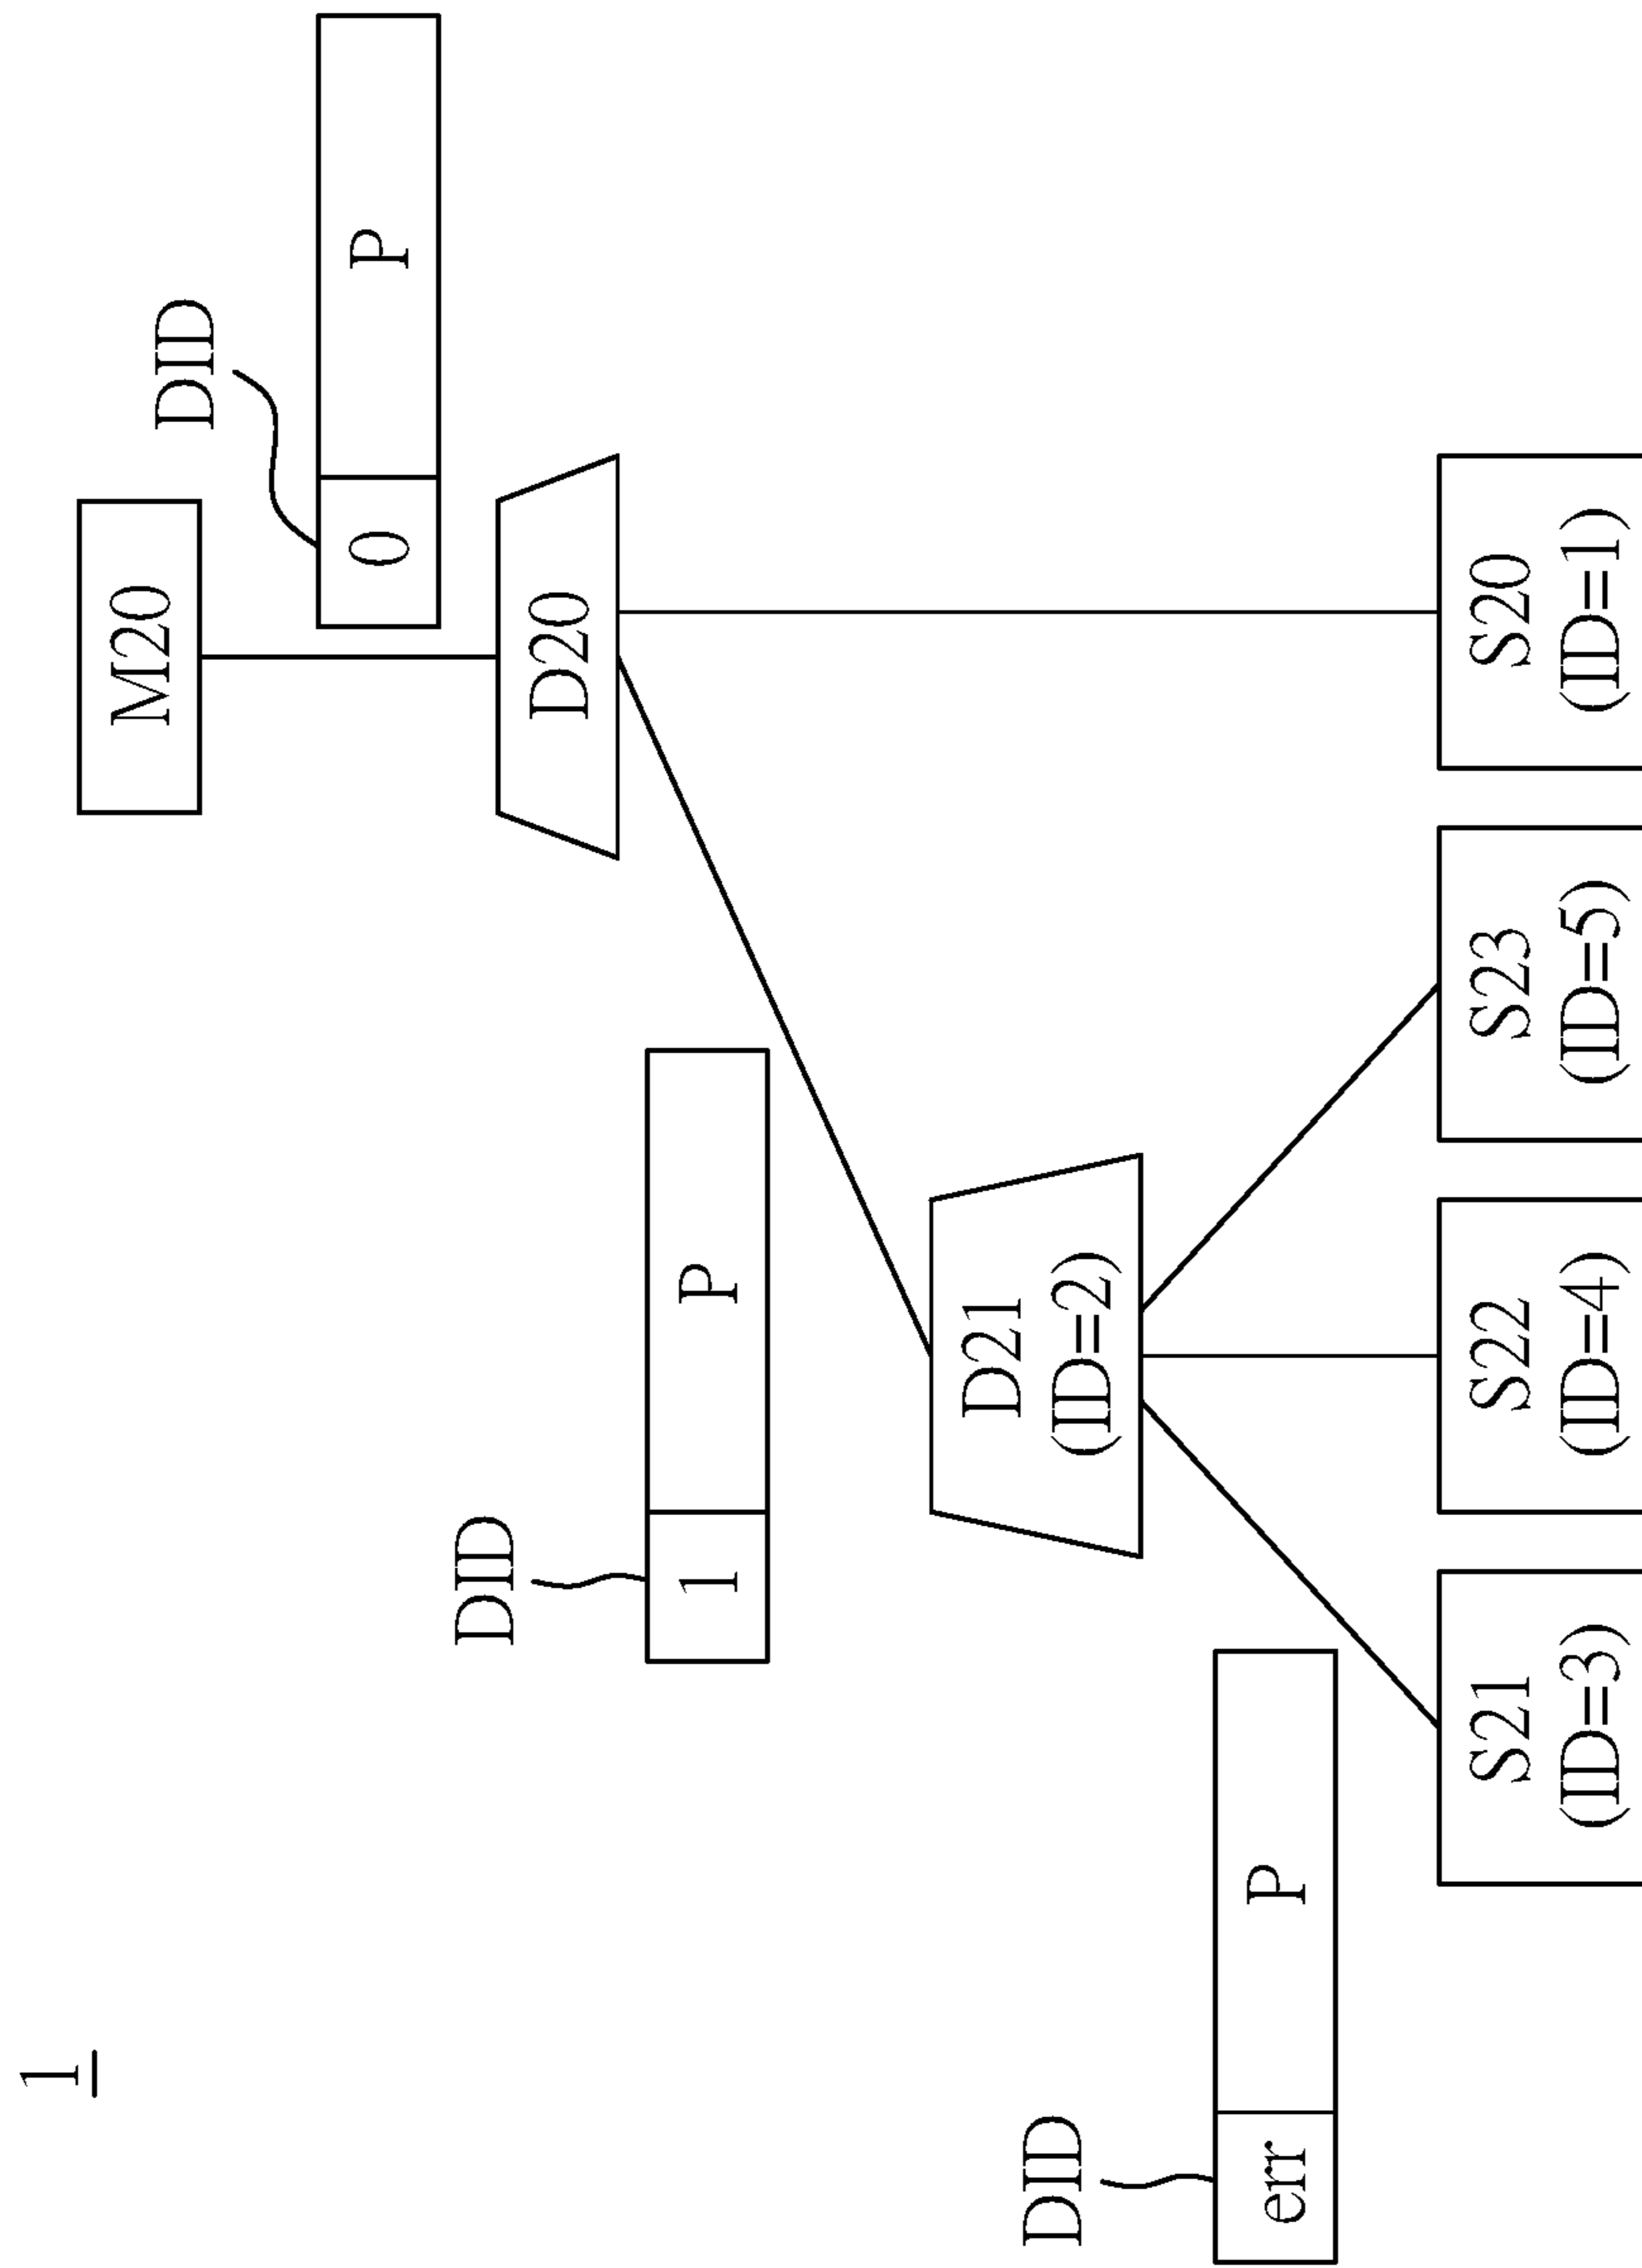 1
M20
DID
0 P
DID
D20
1 P
D21
(ID=2)
DID
err P
S21
(ID=3)
S22
(ID=4)
S23
(ID=5)
S20
(ID=1)